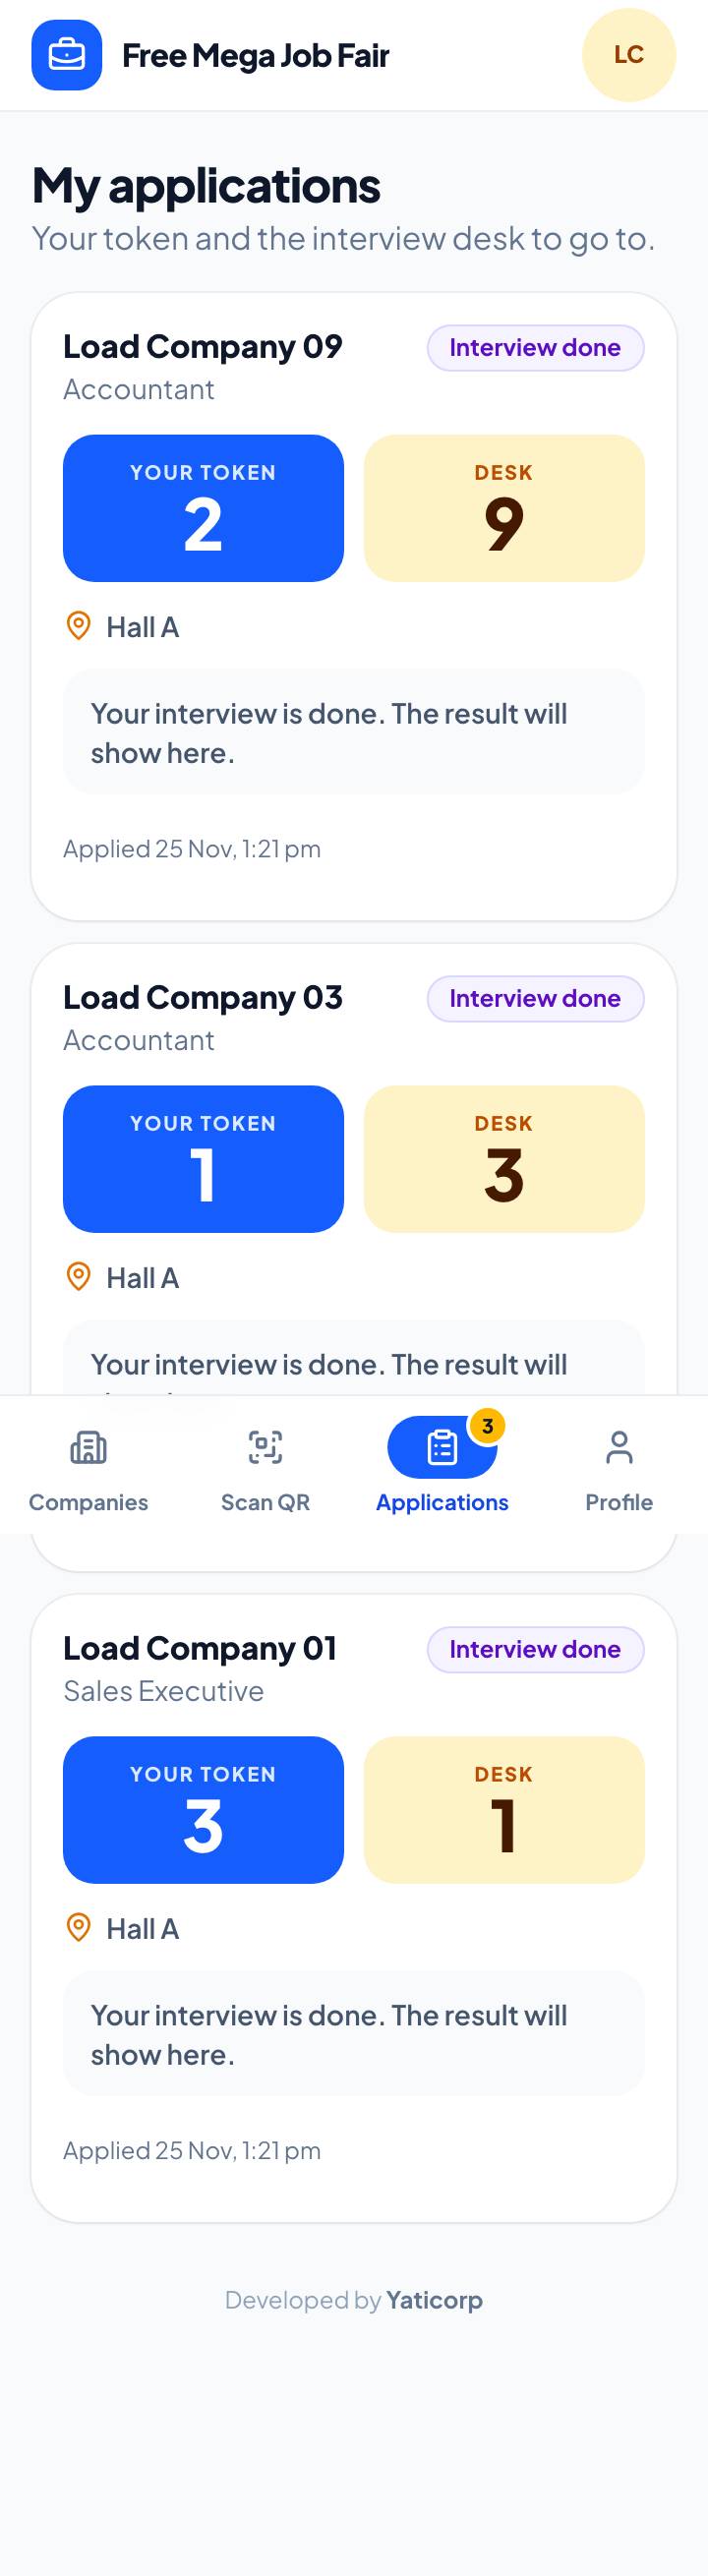 Free Mega Job Fair
LC
My applications
Your token and the interview desk to go to.
Load Company 09
Interview done
Accountant
YOUR TOKEN
2
DESK
9
Hall A
Your interview is done. The result will
show here.
Applied 25 Nov, 1:21 pm
Load Company 03
Interview done
Accountant
YOUR TOKEN
1
DESK
3
Hall A
Your interview is done. The result will
3
Companies
Scan QR
Applications
Profile
Load Company 01
Interview done
Sales Executive
YOUR TOKEN
3
DESK
1
Hall A
Your interview is done. The result will
show here.
Applied 25 Nov, 1:21 pm
Developed by Yaticorp